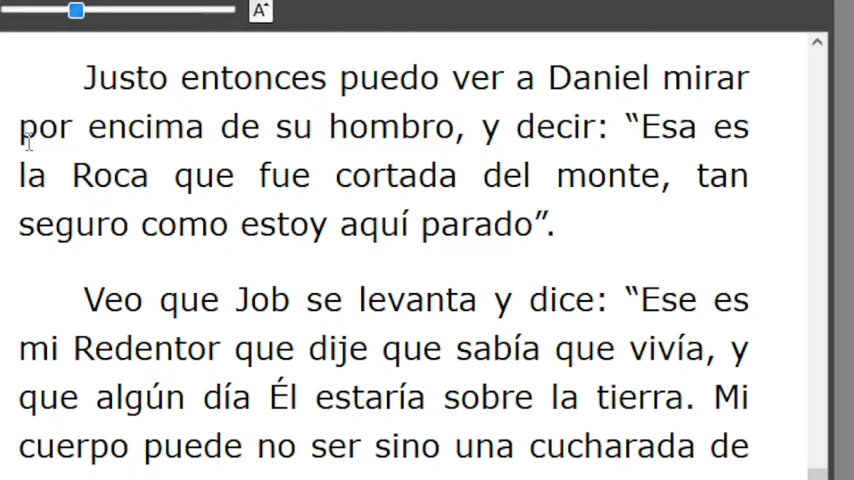 A
Justo entonces puedo ver a Daniel mirar
por encima de su hombro, y decir: “Esa es
la Roca que fue cortada del monte, tan
seguro como estoy aquí parado”.
Veo que Job se levanta y dice: “Ese es
mi Redentor que dije que sabía que vivía, y
que algún día Él estaría sobre la tierra. Mi
cuerpo puede no ser sino una cucharada de